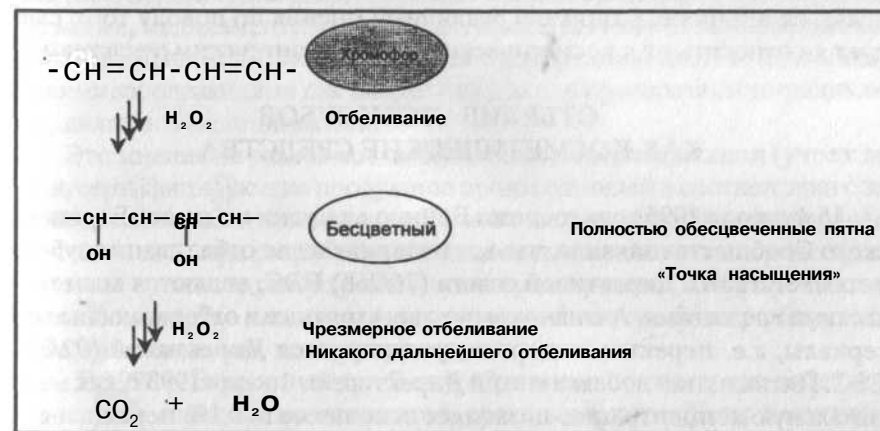 Хромофор
-CH=CH-CH=CH-
H₂O₂ Отбеливание
-CH-CH CH-CH
OH
Бесцветный
Полностью обесцвеченные пятна
OH OH
«Точка насыщения»
H₂O₂ Чрезмерное отбеливание
Никакого дальнейшего отбеливания
CO₂ + H₂O